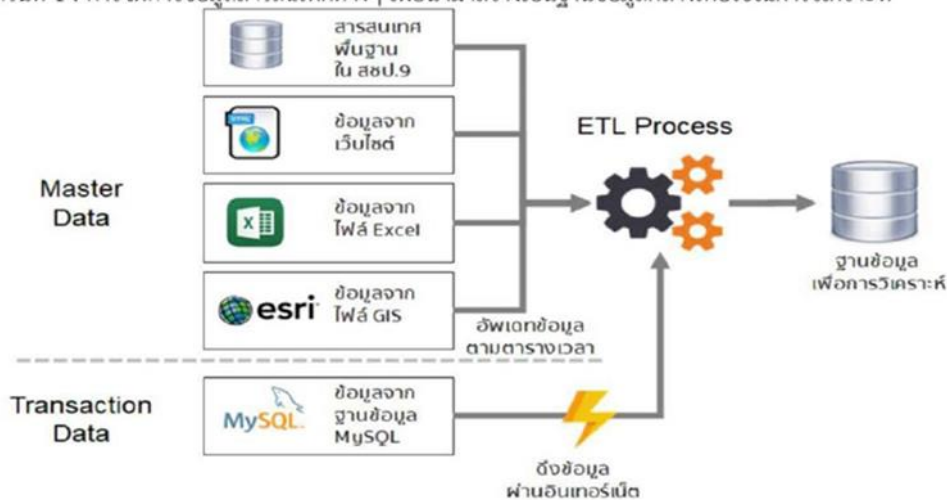 สารสนเทศ
พื้นฐาน
ใน สชป.9
HTML
ข้อมูลจาก
เว็บไซต์
ETL Process
Master
Data
X
ข้อมูลจาก
ไฟล์ Excel
esri
ข้อมูลจาก
ไฟล์ GIS
ฐานข้อมูล
เพื่อการวิเคราะห์
อัพเดทข้อมูล
ตามตารางเวลา
Transaction
Data
MySQL
ข้อมูลจาก
ฐานข้อมูล
MySQL
ดึงข้อมูล
ผ่านอินเทอร์เน็ต